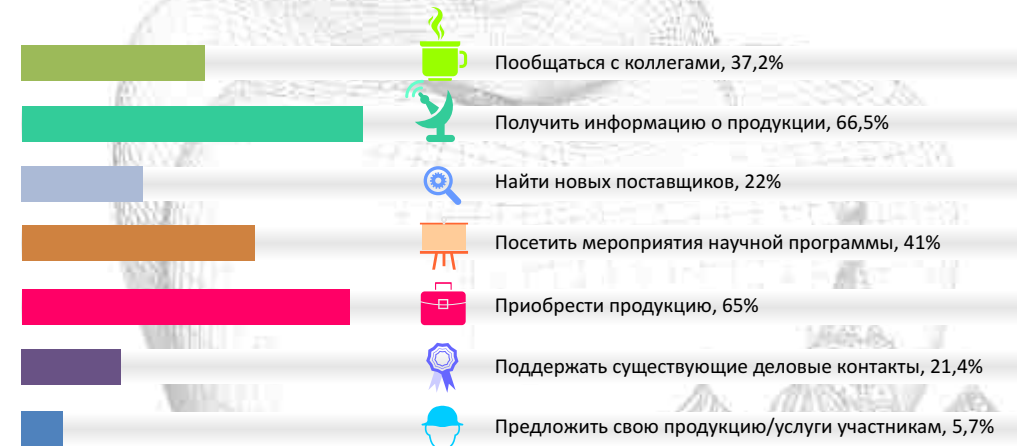 Пообщаться с коллегами, 37,2%
Получить информацию о продукции, 66,5%
Найти новых поставщиков, 22%
Посетить мероприятия научной программы, 41%
Приобрести продукцию, 65%
Поддержать существующие деловые контакты, 21,4%
Предложить свою продукцию/услуги участникам, 5,7%